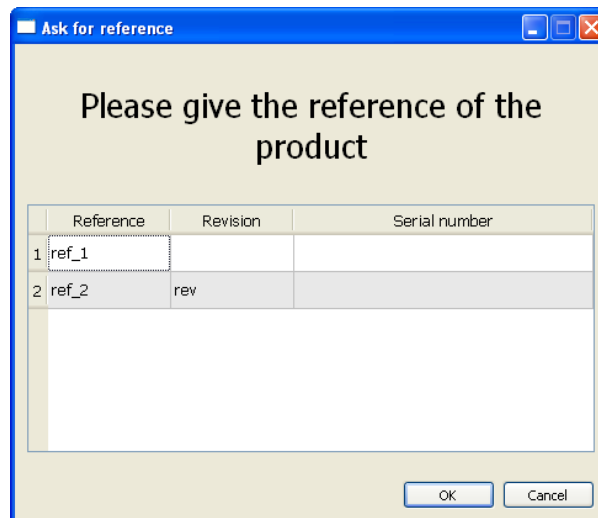 Ask for reference
Please give the reference of the
product
Reference Revision Serial number
1 ref_1
2 ref_2 rev
OK Cancel